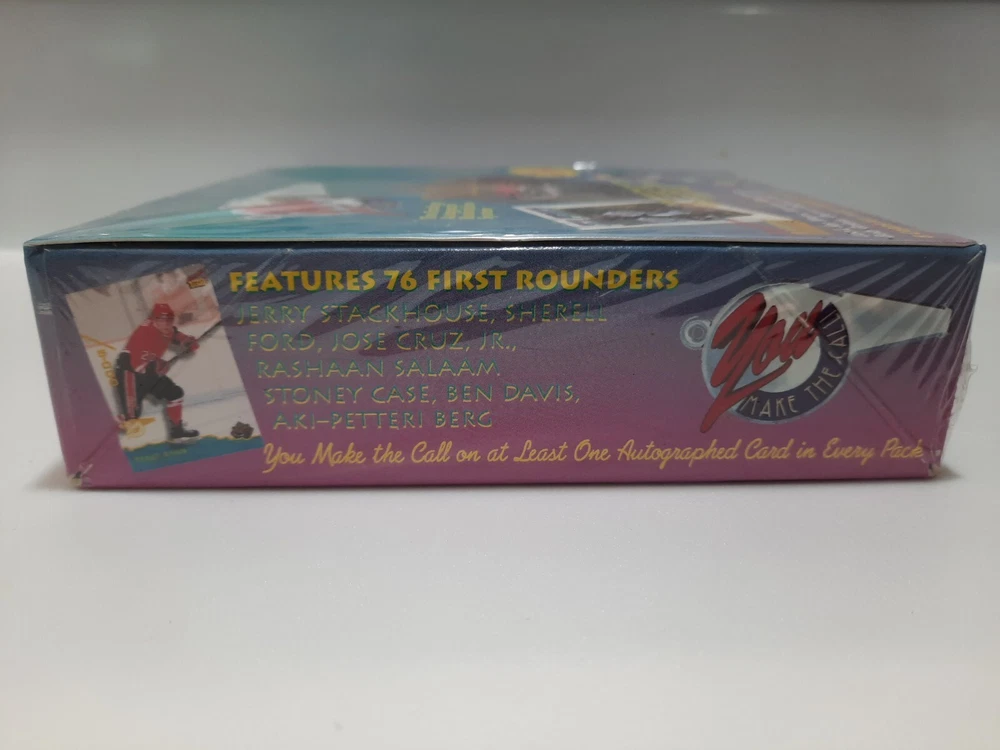 FEATURES 76 FIRST ROUNDERS
JERRY STACKHOUSE, SHERELL
FORD, JOSE CRUZ, JR.,
RASHAAN SALAAM,
STONEY CASE, BEN DAVIS,
AKI-PETTERI BERG
You Make the Call on at Least One Autographed Card in Every Pack
You
MAKE THE CALL!